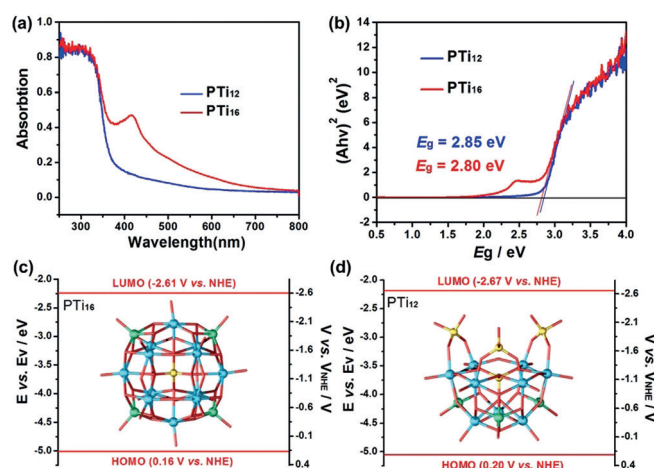 (a)
1.0
0.8
0.6
0.4
0.2
0.0
Absorbtion
PTi12
PTi16
300 400 500 600 700 800
Wavelength(nm)
(b)
14
12
10
8
6
4
2
0
-2
(Ahv)² (eV)²
PTi12
PTi16
Eg = 2.85 eV
Eg = 2.80 eV
0.5 1.0 1.5 2.0 2.5 3.0 3.5 4.0
Eg / eV
(c)
-2.0
-2.5
-3.0
-3.5
-4.0
-4.5
-5.0
E vs. Ev / eV
LUMO (-2.61 V vs. NHE)
PTi16
HOMO (0.16 V vs. NHE)
-2.6
-2.1
-1.6
-1.1
-0.6
-0.1
0.4
V vs. VNHE / V
(d)
-2.0
-2.5
-3.0
-3.5
-4.0
-4.5
-5.0
E vs. Ev / eV
LUMO (-2.67 V vs. NHE)
PTi12
HOMO (0.20 V vs. NHE)
-2.6
-2.1
-1.6
-1.1
-0.6
-0.1
0.4
V vs. VNHE / V